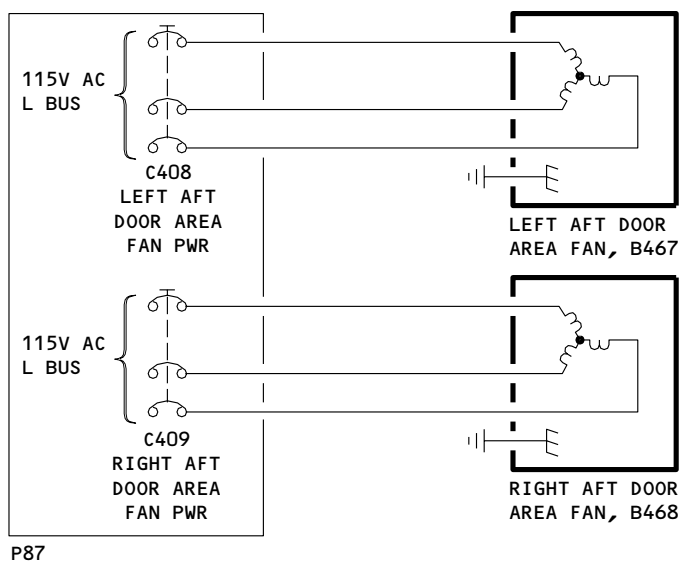 115V AC
L BUS
C408
LEFT AFT
DOOR AREA
FAN PWR
LEFT AFT DOOR
AREA FAN, B467
115V AC
L BUS
C409
RIGHT AFT
DOOR AREA
FAN PWR
RIGHT AFT DOOR
AREA FAN, B468
P87